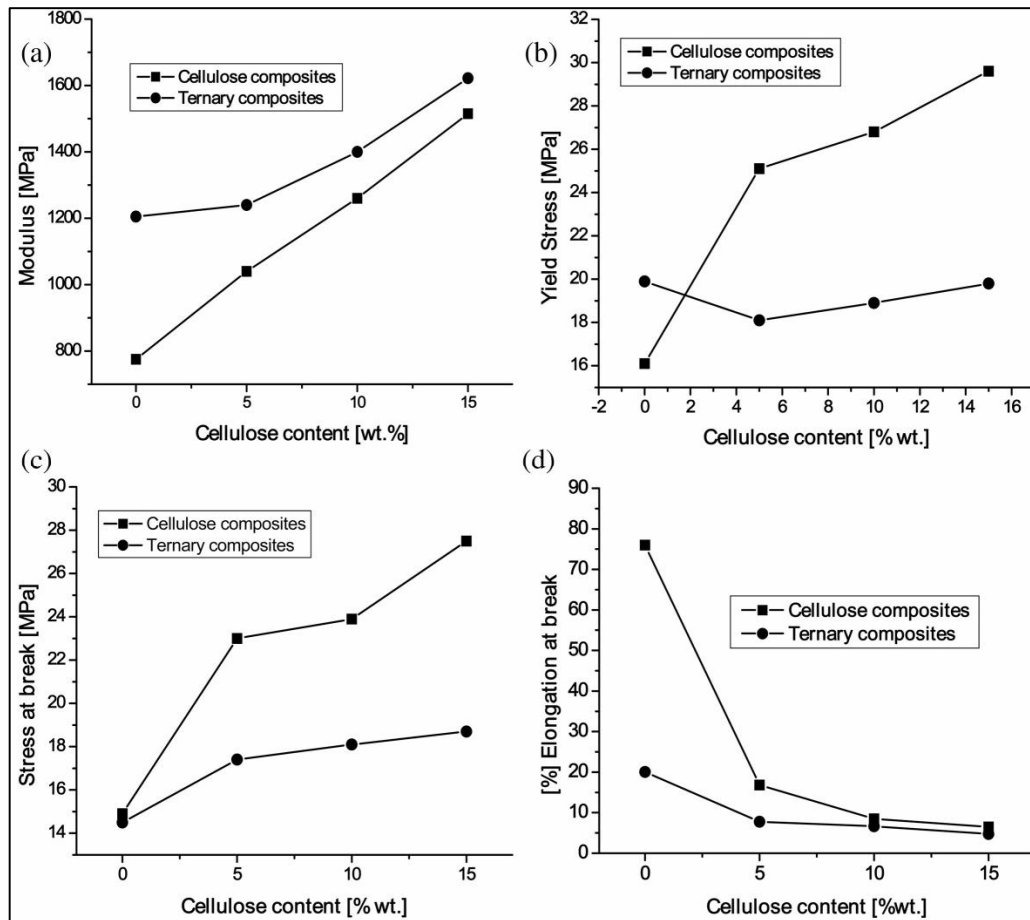 (a)
1800
1600
1400
1200
1000
800
Modulus [MPa]
Cellulose composites
Ternary composites
0 5 10 15
Cellulose content [wt.%]
(b)
32
30
28
26
24
22
20
18
16
Yield Stress [MPa]
Cellulose composites
Ternary composites
-2 0 2 4 6 8 10 12 14 16
Cellulose content [% wt.]
(c)
30
28
26
24
22
20
18
16
14
Stress at break [MPa]
Cellulose composites
Ternary composites
0 5 10 15
Cellulose content [% wt.]
(d)
90
80
70
60
50
40
30
20
10
0
[%] Elongation at break
Cellulose composites
Ternary composites
0 5 10 15
Cellulose content [%wt.]